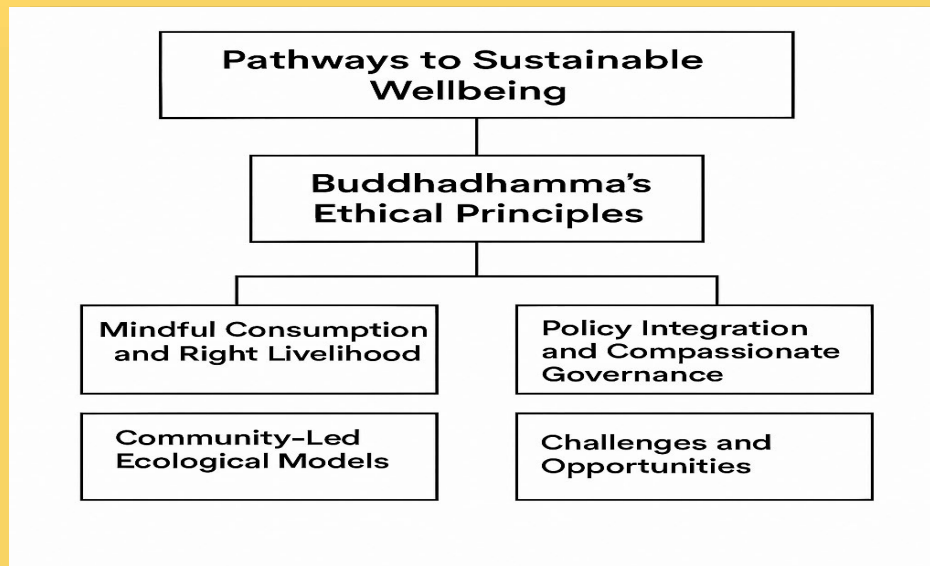 Pathways to Sustainable
Wellbeing
Buddhadhamma's
Ethical Principles
Mindful Consumption
and Right Livelihood
Policy Integration
and Compassionate
Governance
Community-Led
Ecological Models
Challenges and
Opportunities